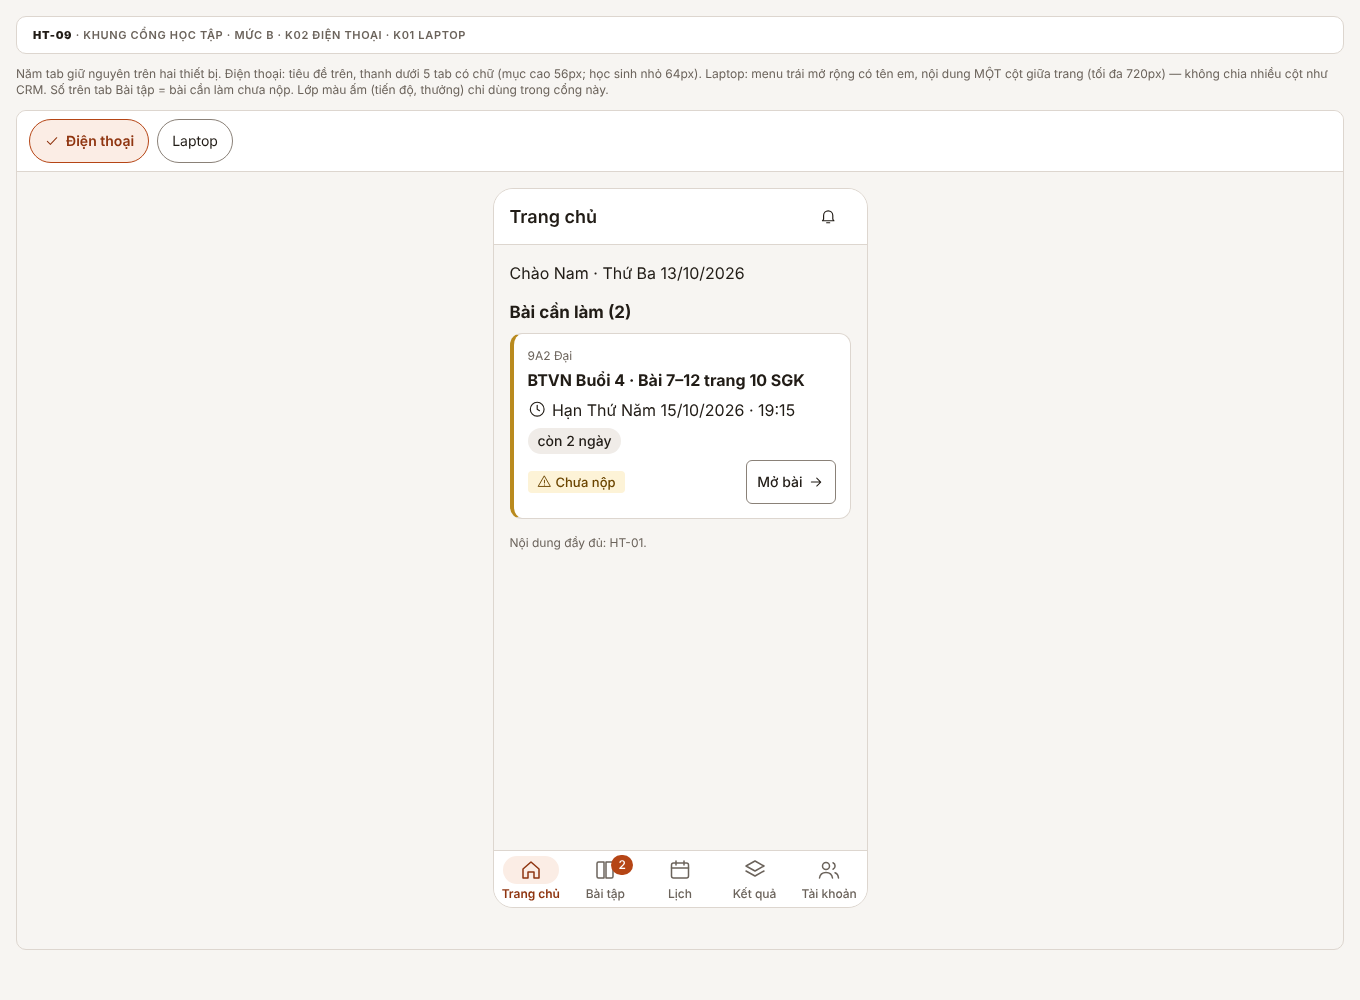 HT-09 · KHUNG CỔNG HỌC TẬP · MỨC B · K02 ĐIỆN THOẠI · K01 LAPTOP
Năm tab giữ nguyên trên hai thiết bị. Điện thoại: tiêu đề trên, thanh dưới 5 tab có chữ (mục cao 56px; học sinh nhỏ 64px). Laptop: menu trái mở rộng có tên em, nội dung MỘT cột giữa trang (tối đa 720px) — không chia nhiều cột như
CRM. Số trên tab Bài tập = bài cần làm chưa nộp. Lớp màu ấm (tiến độ, thưởng) chỉ dùng trong cổng này.
Điện thoại
Laptop
Trang chủ
Chào Nam · Thứ Ba 13/10/2026
Bài cần làm (2)
9A2 Đại
BTVN Buổi 4 · Bài 7–12 trang 10 SGK
Hạn Thứ Năm 15/10/2026 · 19:15
còn 2 ngày
Chưa nộp
Mở bài →
Nội dung đầy đủ: HT-01.
2
Trang chủ
Bài tập
Lịch
Kết quả
Tài khoản